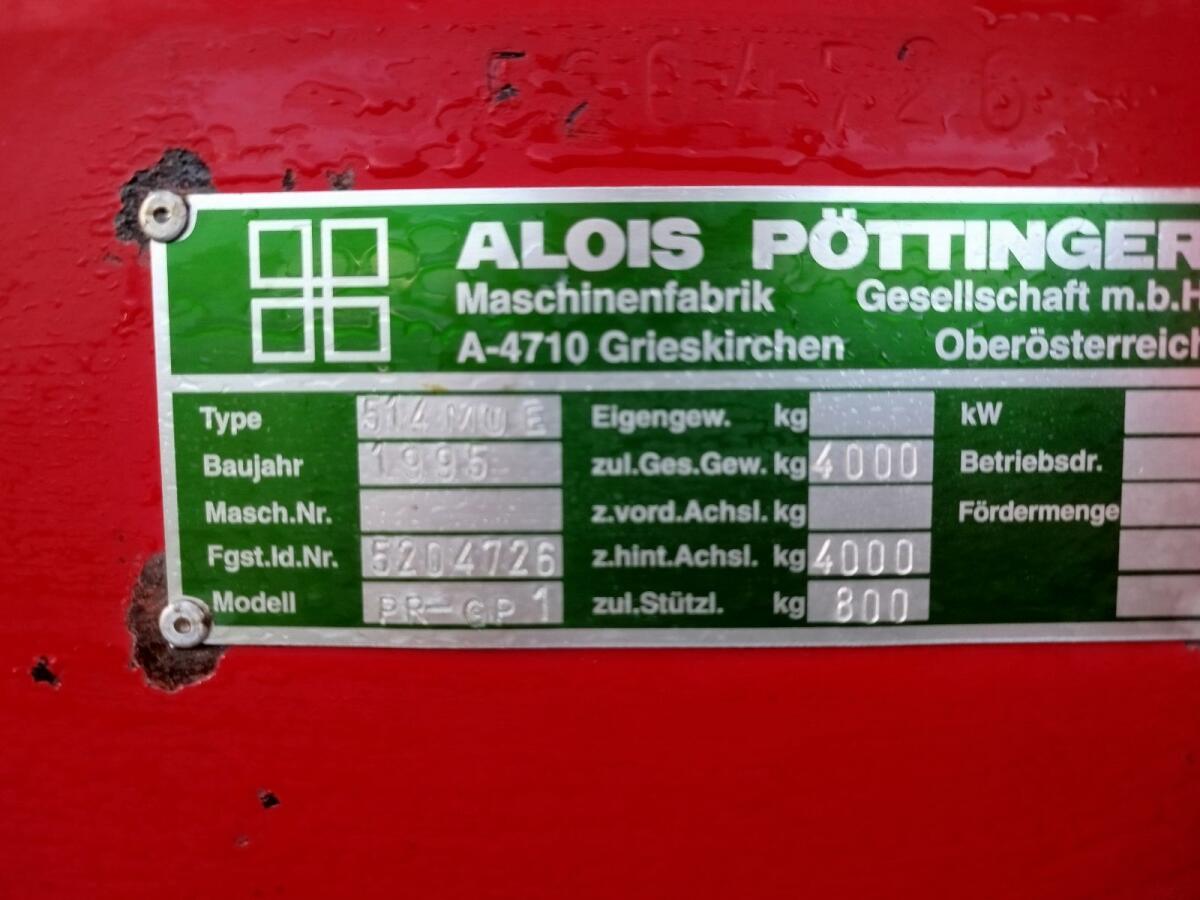 5204726
ALOIS PÖTTINGER
Maschinenfabrik Gesellschaft m.b.H
A-4710 Grieskirchen Oberösterreich
Type 514 MU E Eigengew. kg kW
Baujahr 1995 zul.Ges.Gew. kg 4000 Betriebsdr.
Masch.Nr. z.vord.Achsl. kg Fördermenge
Fgst.Id.Nr. 5204726 z.hint.Achsl. kg 4000
Modell PR-GP1 zul.Stützl. kg 800